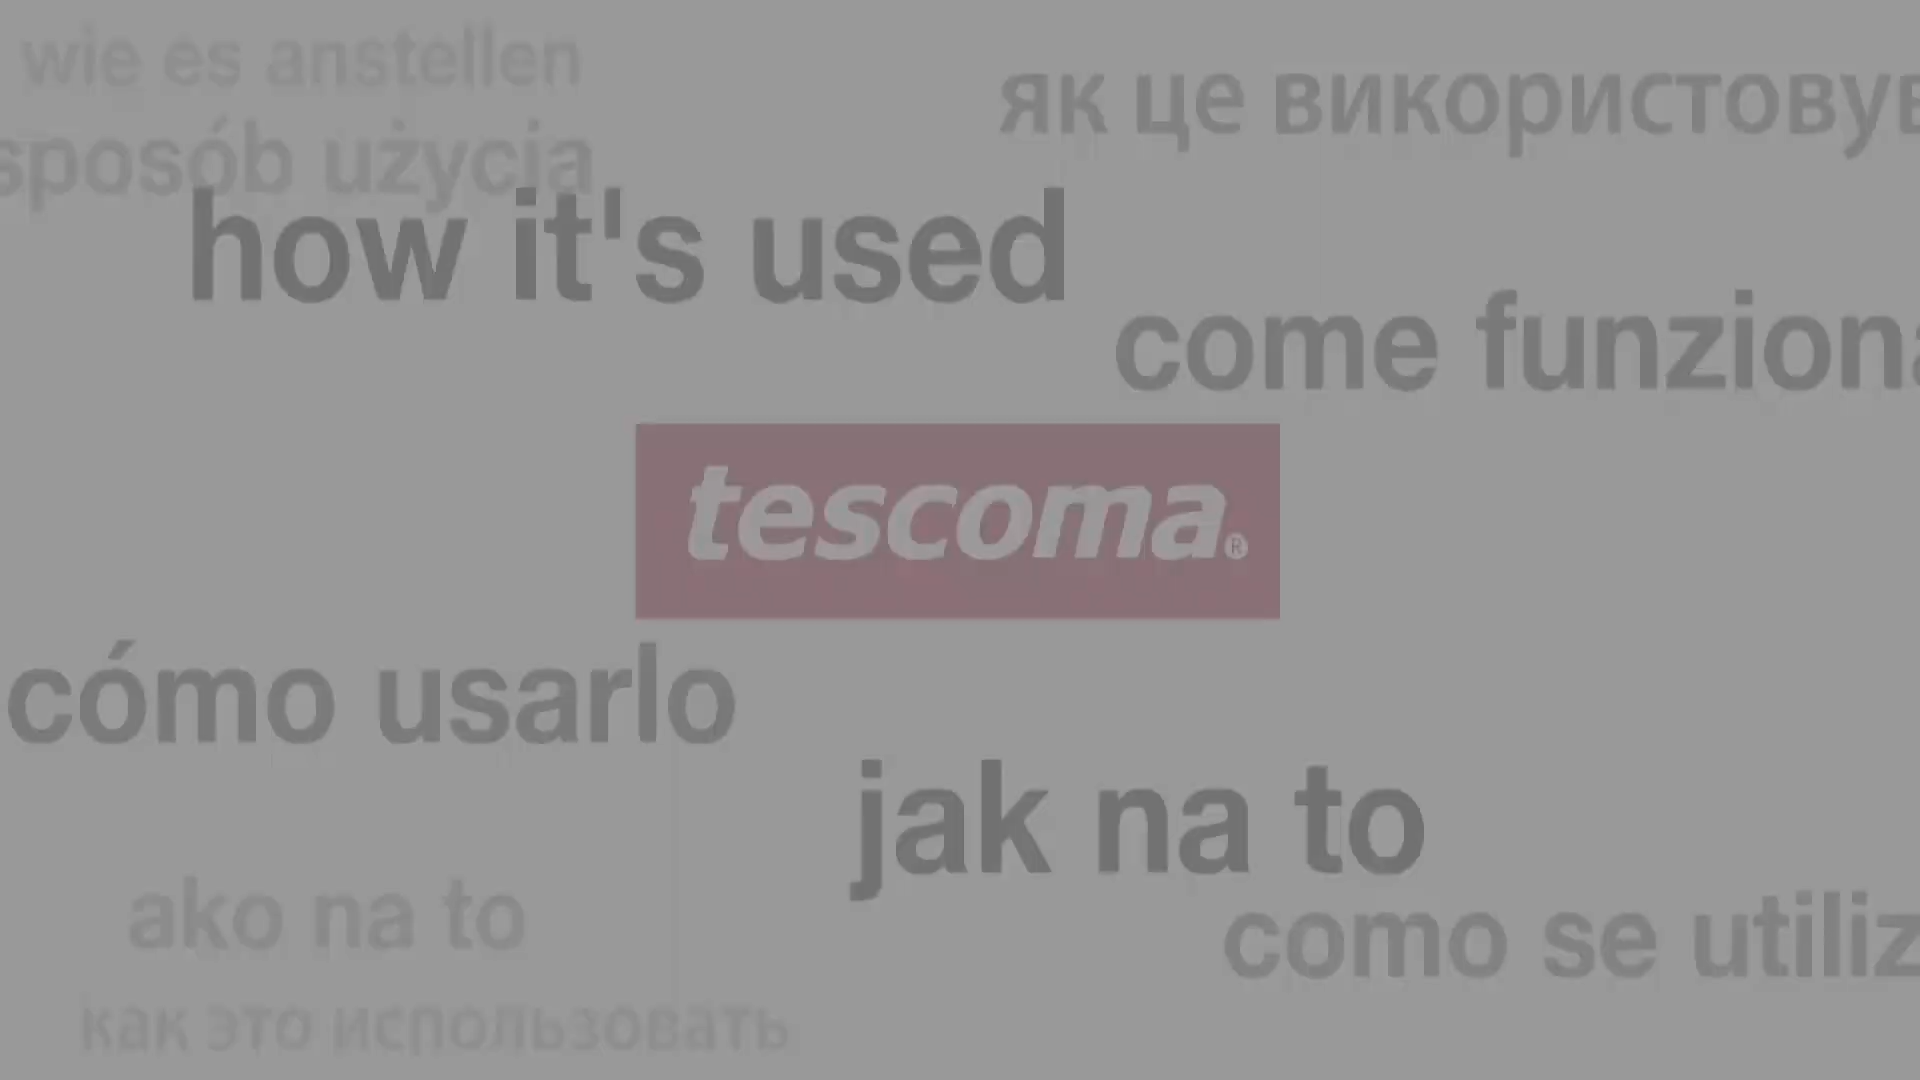 wie es anstellen
як це використовув
sposób użycia
how it's used
come funziona
tescoma®
cómo usarlo
jak na to
ako na to
como se utiliz
как это использовать